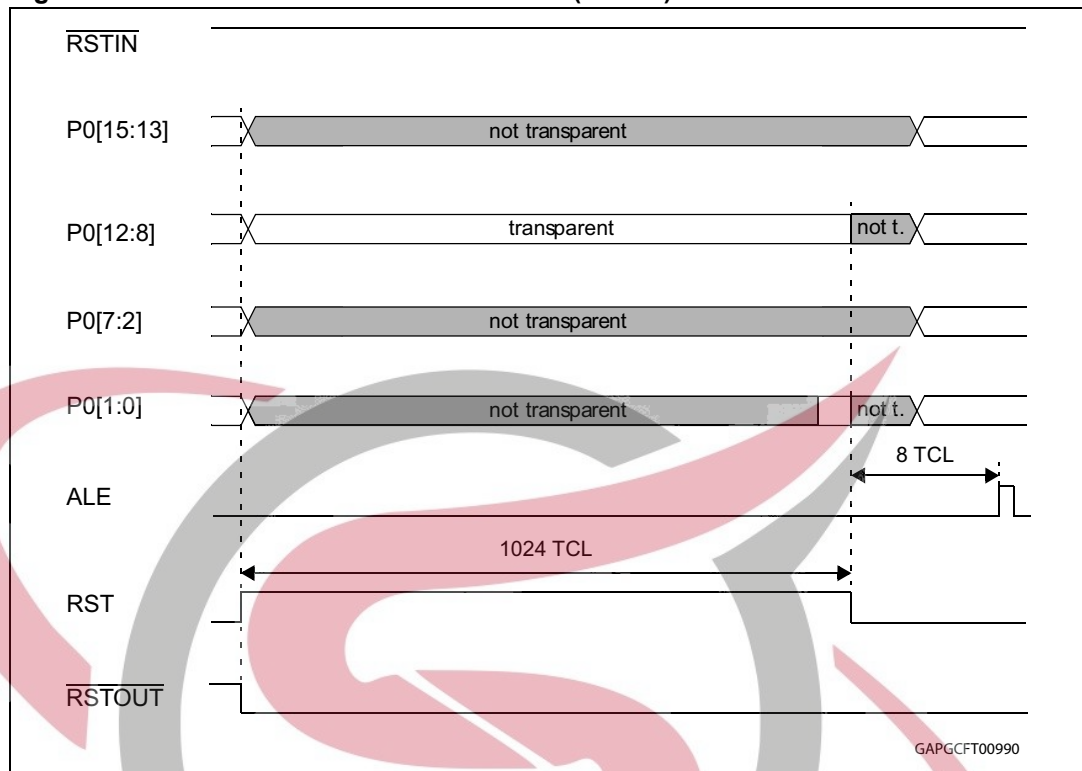 RSTIN
P0[15:13] not transparent
P0[12:8] transparent not t.
P0[7:2] not transparent
P0[1:0] not transparent not t.
8 TCL
ALE
1024 TCL
RST
RSTOUT
GAPGCFT00990